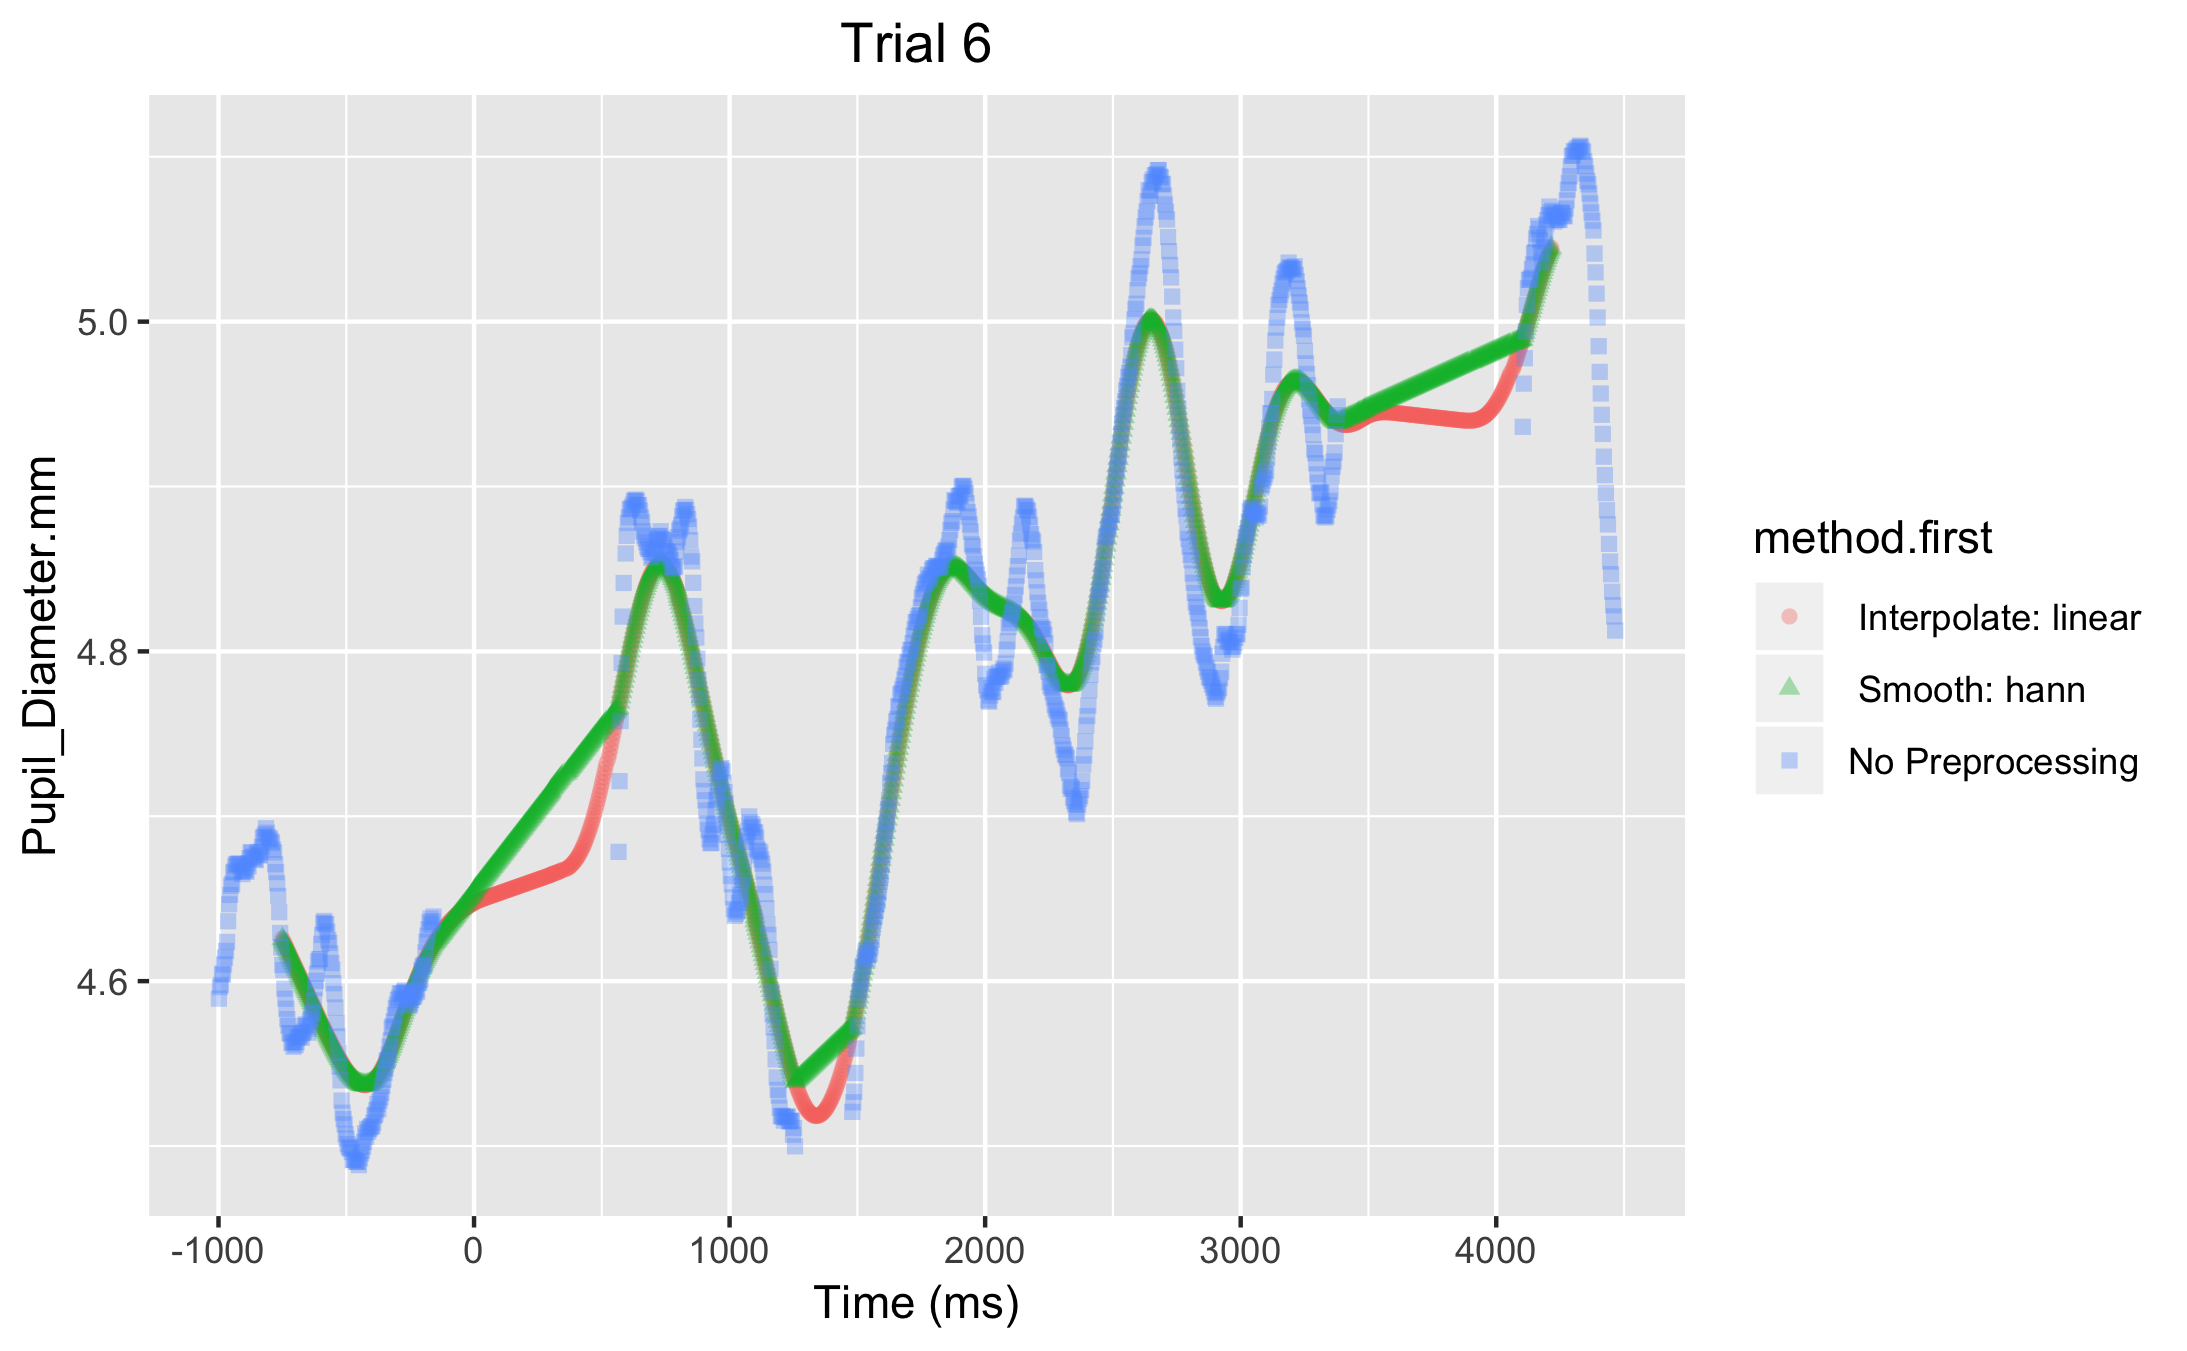 Trial 6
Pupil_Diameter.mm
5.0
4.8
4.6
-1000 0 1000 2000 3000 4000
Time (ms)
method.first
Interpolate: linear
Smooth: hann
No Preprocessing